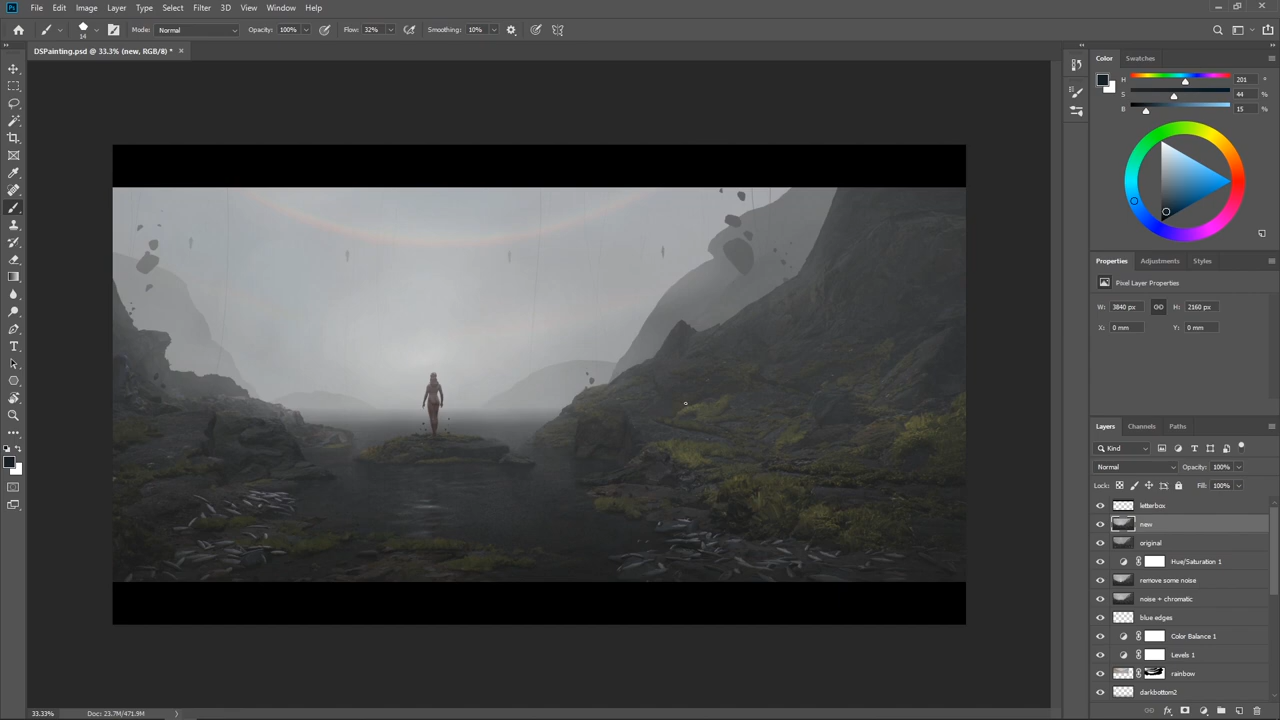 Ps File Edit Image Layer Type Select Filter 3D View Window Help
14 Mode: Normal Opacity: 100% Flow: 32% Smoothing: 10%
DSPainting.psd @ 33.3% (new, RGB/8) * ×
Color Swatches
H 201 °
S 44 %
B 15 %
Properties Adjustments Styles
Pixel Layer Properties
W: 3840 px H: 2160 px
X: 0 mm Y: 0 mm
Layers Channels Paths
Kind
Normal Opacity: 100%
Lock: Fill: 100%
letterbox
new
original
Hue/Saturation 1
remove some noise
noise + chromatic
blue edges
Color Balance 1
Levels 1
rainbow
darkbottom2
33.33% Doc: 23.7M/471.9M